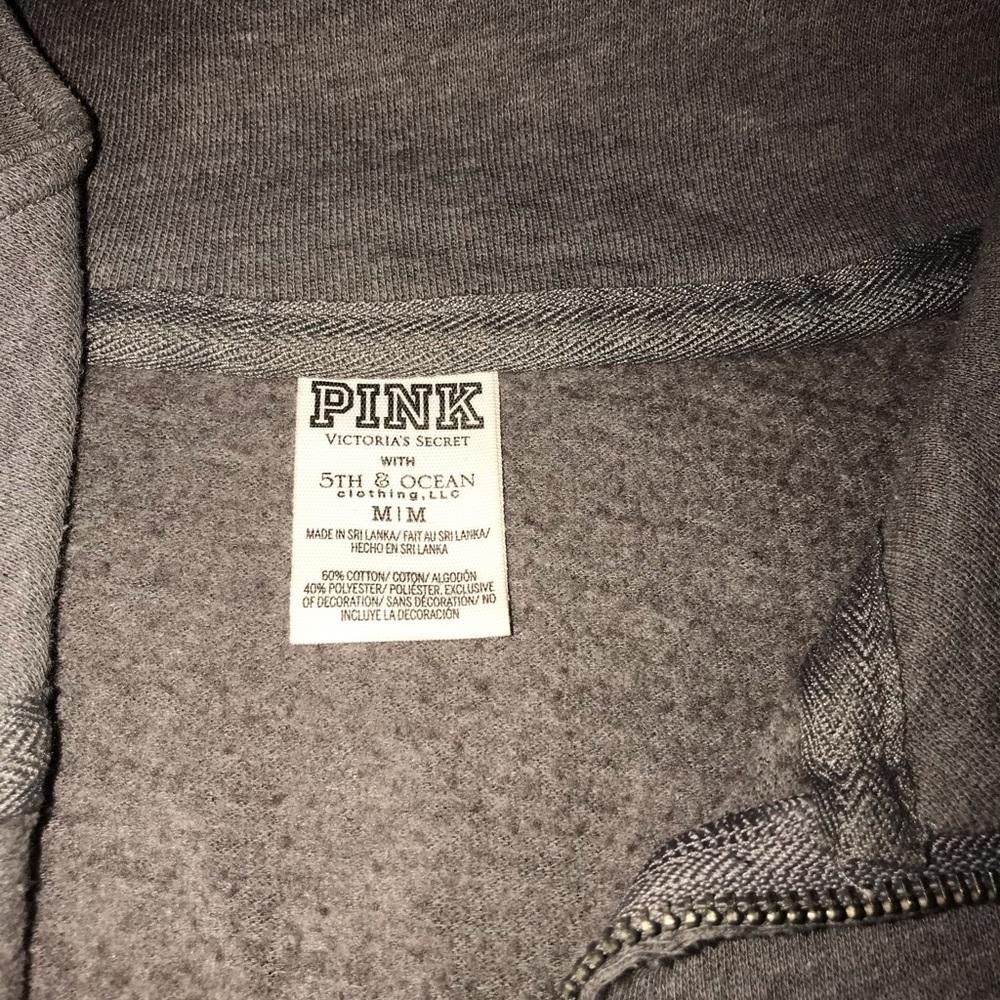 PINK
VICTORIA'S SECRET
WITH
5TH & OCEAN
clothing, LLC
M | M
MADE IN SRI LANKA/ FAIT AU SRI LANKA/
HECHO EN SRI LANKA
60% COTTON/ COTON/ ALGODÓN
40% POLYESTER/ POLIÉSTER. EXCLUSIVE
OF DECORATION/ SANS DÉCORATION/ NO
INCLUYE LA DECORACIÓN